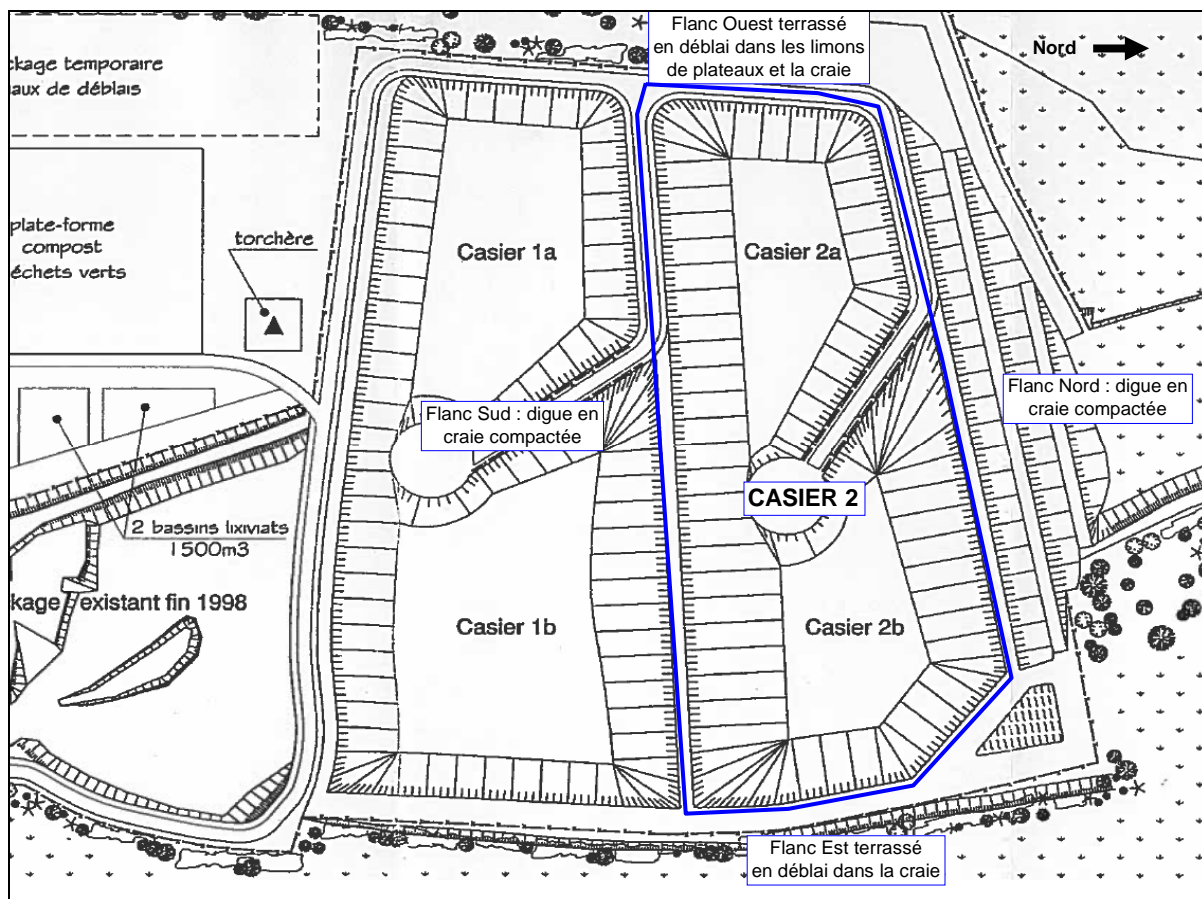 Flanc Ouest terrassé
en déblai dans les limons
de plateaux et la craie
Nord
ckage temporaire
aux de déblais
plate-forme
compost
échets verts
torchère
Casier 1a
Casier 2a
Flanc Sud : digue en
craie compactée
Flanc Nord : digue en
craie compactée
CASIER 2
2 bassins lixiviats
1500m3
ckage existant fin 1998
Casier 1b
Casier 2b
Flanc Est terrassé
en déblai dans la craie